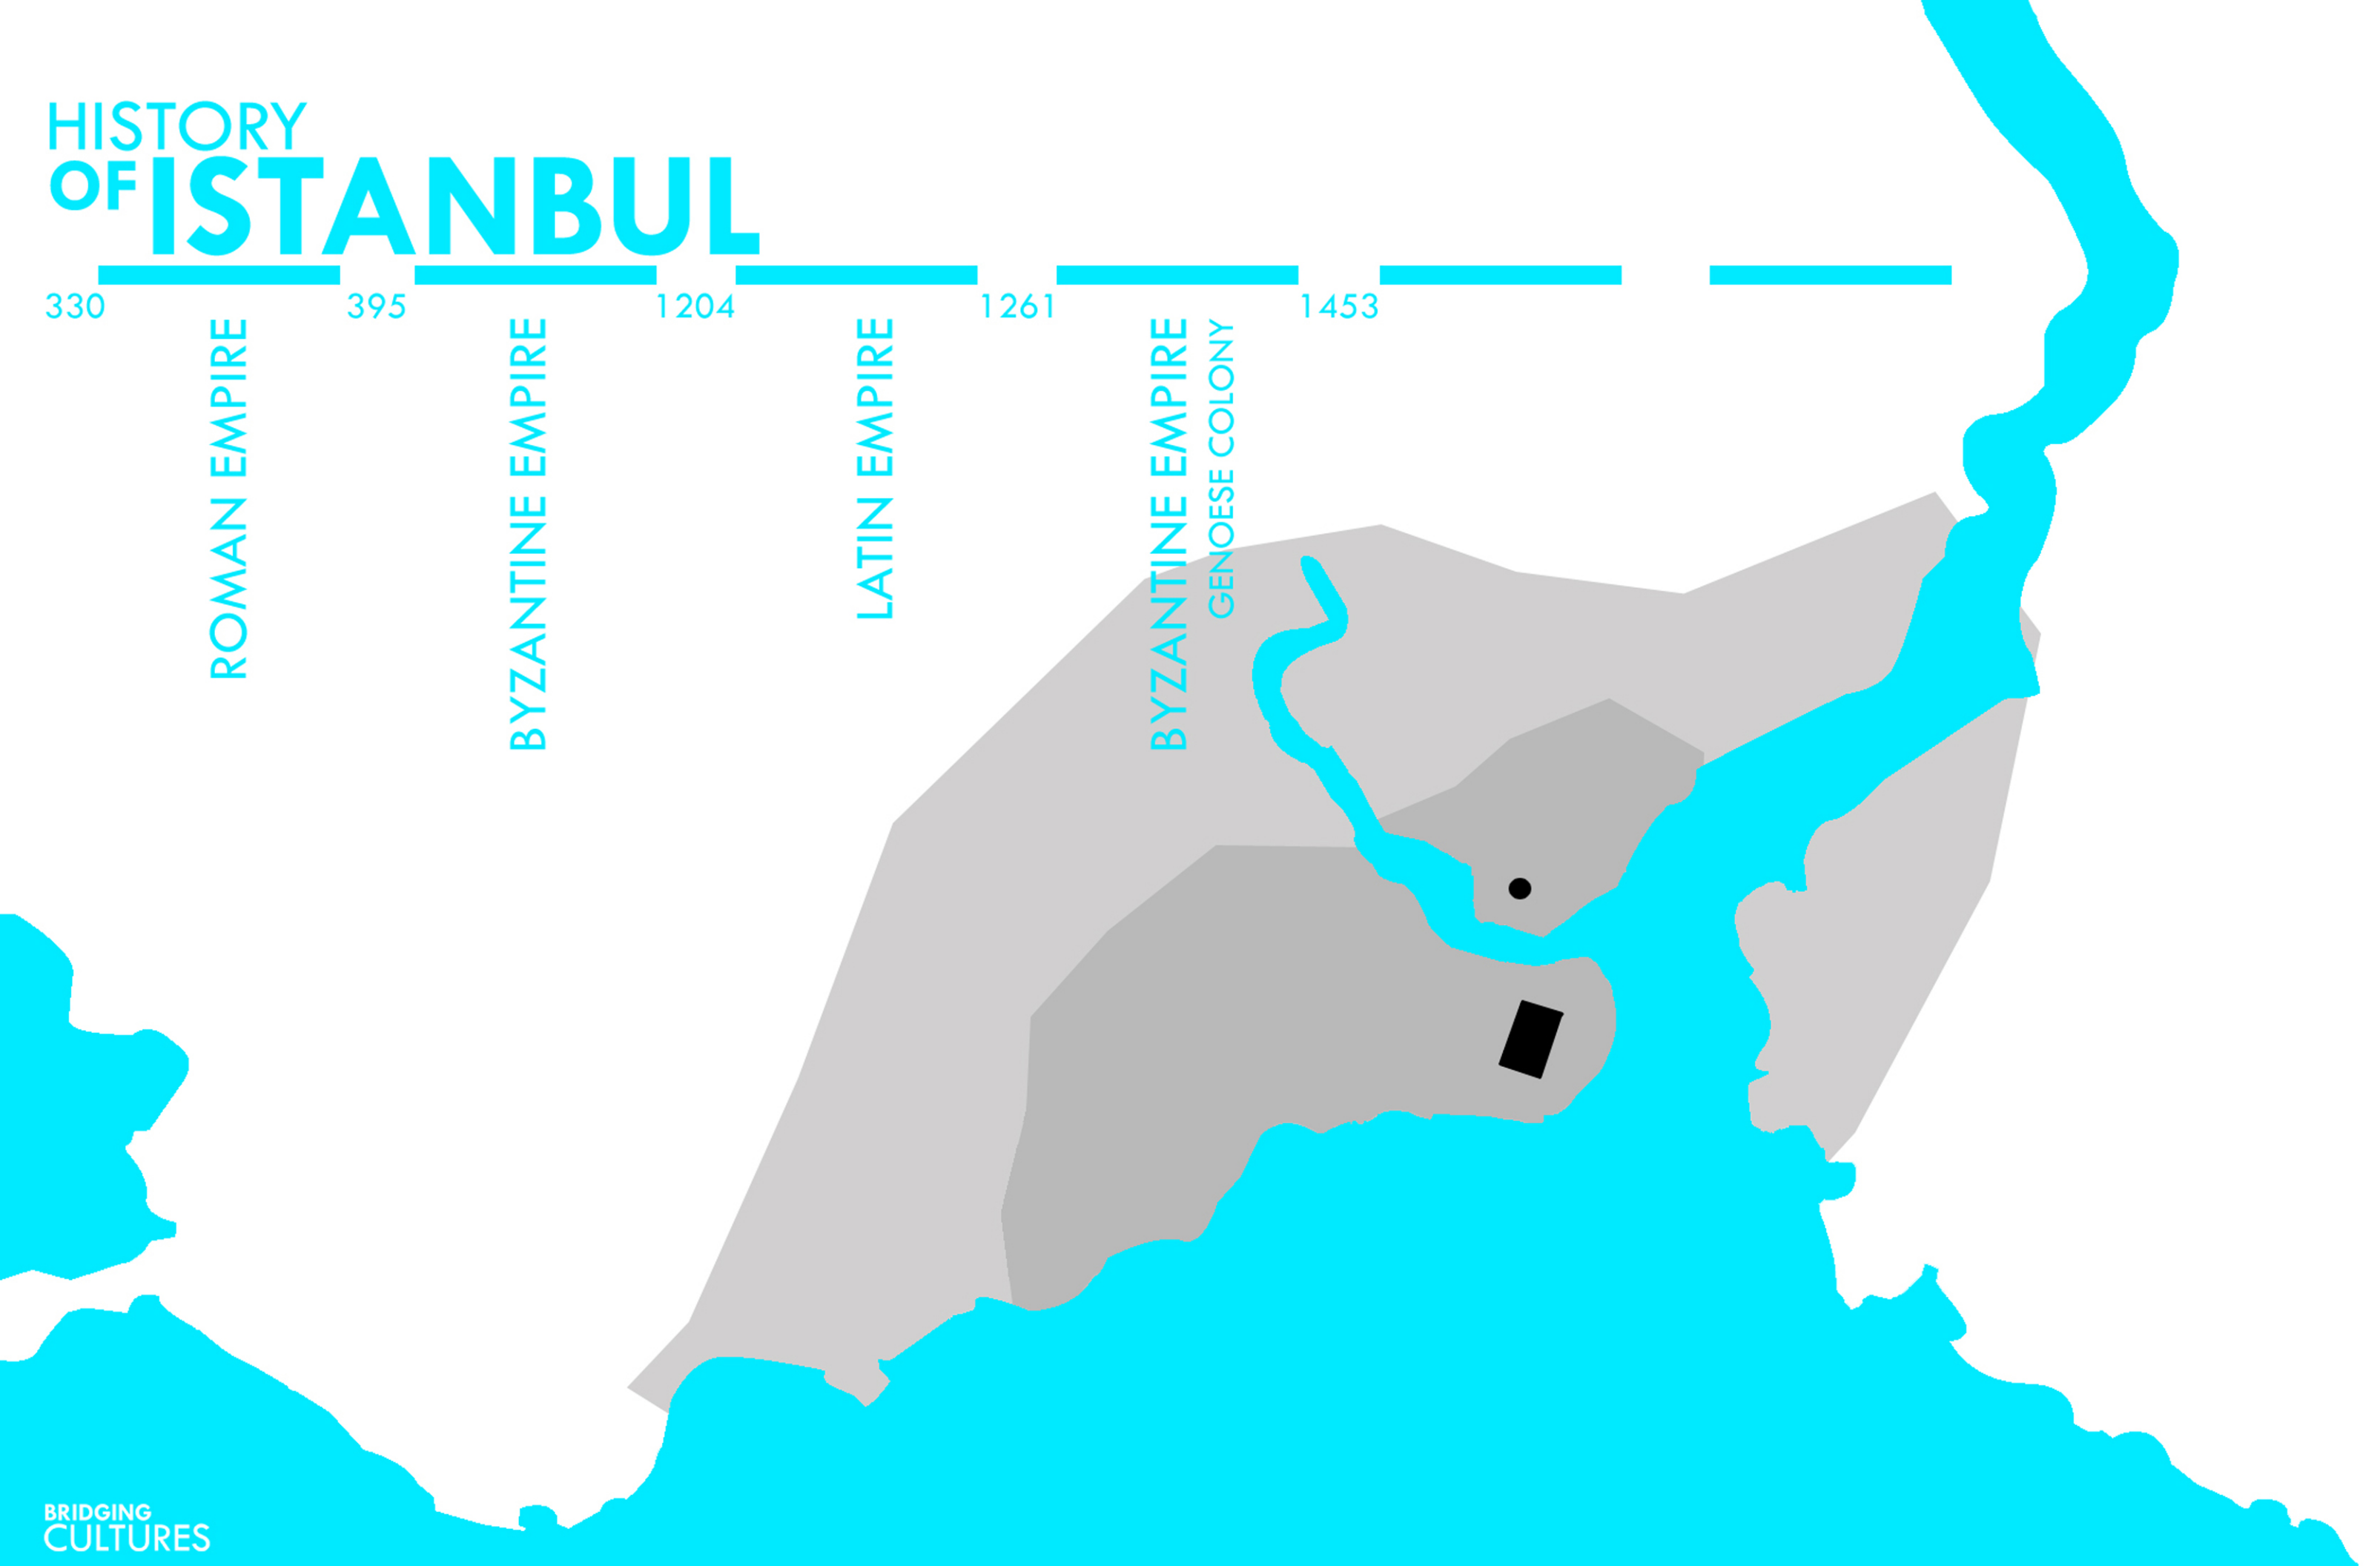 HISTORY
OF ISTANBUL
330 395 1204 1261 1453
ROMAN EMPIRE
BYZANTINE EMPIRE
LATIN EMPIRE
BYZANTINE EMPIRE
GENOESE COLONY
BRIDGING
CULTURES